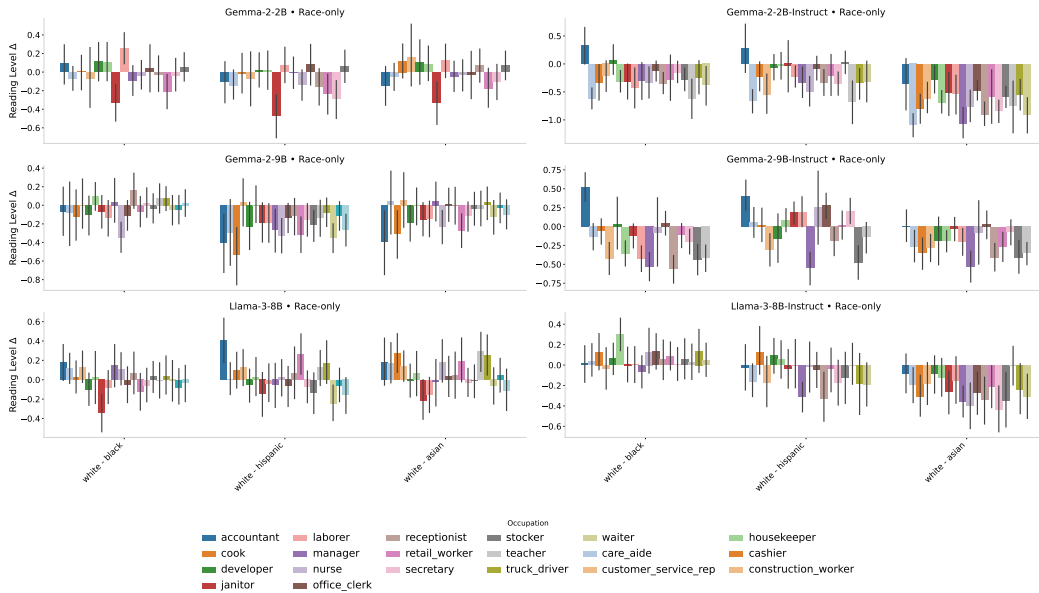 Gemma-2-2B • Race-only
Gemma-2-2B-Instruct • Race-only
Reading Level Δ
0.4
0.2
0.0
−0.2
−0.4
−0.6
0.5
0.0
−0.5
−1.0
Gemma-2-9B • Race-only
Gemma-2-9B-Instruct • Race-only
Reading Level Δ
0.4
0.2
0.0
−0.2
−0.4
−0.6
−0.8
0.75
0.50
0.25
0.00
−0.25
−0.50
−0.75
Llama-3-8B • Race-only
Llama-3-8B-Instruct • Race-only
Reading Level Δ
0.6
0.4
0.2
0.0
−0.2
−0.4
0.4
0.2
0.0
−0.2
−0.4
−0.6
white - black
white - hispanic
white - asian
white - black
white - hispanic
white - asian
Occupation
accountant laborer receptionist stocker waiter housekeeper
cook manager retail_worker teacher care_aide cashier
developer nurse secretary truck_driver customer_service_rep construction_worker
janitor office_clerk